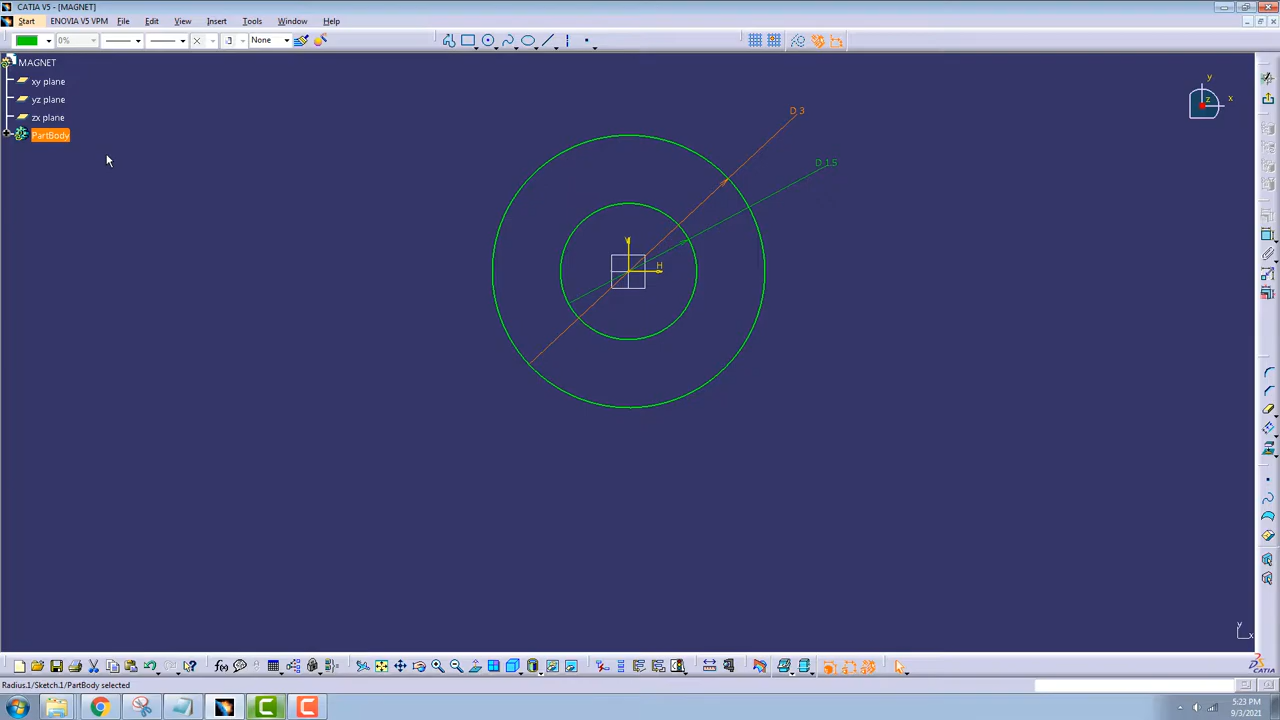 CATIA V5 - [MAGNET]
Start ENOVIA V5 VPM File Edit View Insert Tools Window Help
0% None
MAGNET
xy plane
yz plane
zx plane
PartBody
D 3
D 1.5
V
H
y
x
z
f(x)
y
x
CATIA
Radius.1/Sketch.1/PartBody selected
5:23 PM
9/3/2021